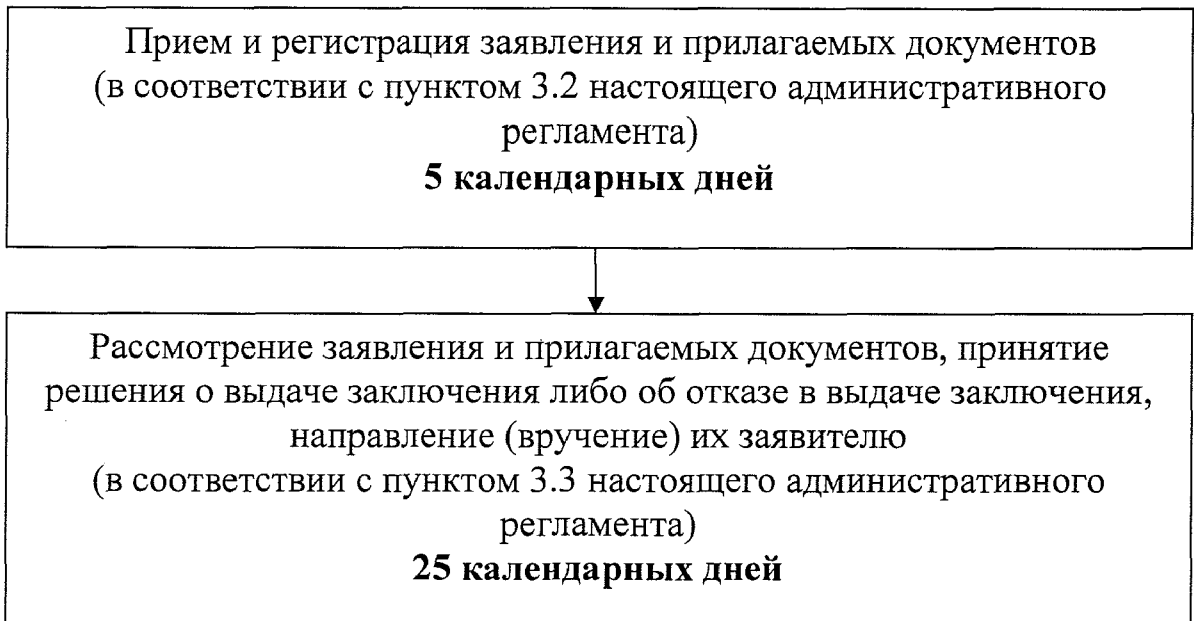 Прием и регистрация заявления и прилагаемых документов
(в соответствии с пунктом 3.2 настоящего административного
регламента)
5 календарных дней
Рассмотрение заявления и прилагаемых документов, принятие
решения о выдаче заключения либо об отказе в выдаче заключения,
направление (вручение) их заявителю
(в соответствии с пунктом 3.3 настоящего административного
регламента)
25 календарных дней